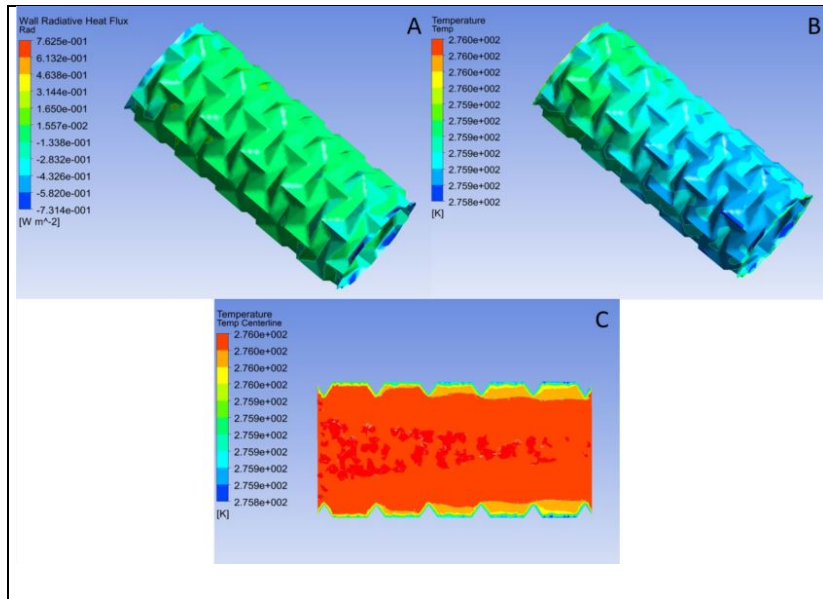 Wall Radiative Heat Flux
Rad
7.625e-001
6.132e-001
4.638e-001
3.144e-001
1.650e-001
1.557e-002
-1.338e-001
-2.832e-001
-4.326e-001
-5.820e-001
-7.314e-001
[W m^-2]
A
Temperature
Temp
2.760e+002
2.760e+002
2.760e+002
2.760e+002
2.759e+002
2.759e+002
2.759e+002
2.759e+002
2.759e+002
2.759e+002
2.758e+002
[K]
B
Temperature
Temp Centerline
2.760e+002
2.760e+002
2.760e+002
2.760e+002
2.759e+002
2.759e+002
2.759e+002
2.759e+002
2.759e+002
2.759e+002
2.758e+002
[K]
C